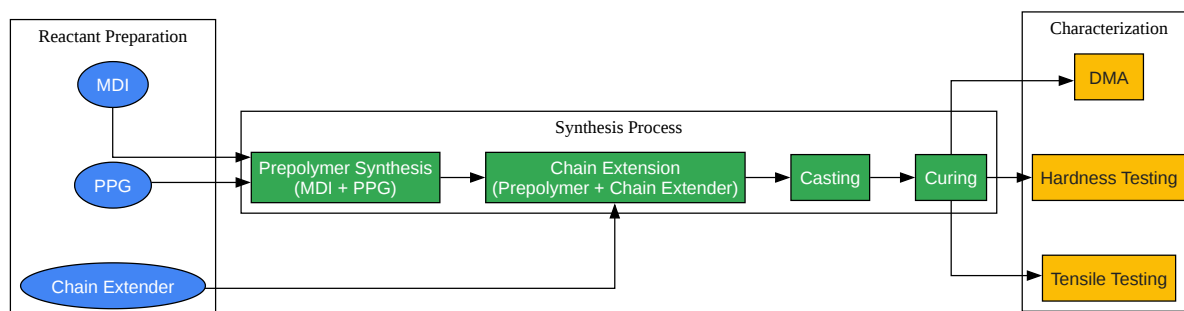 Reactant Preparation
MDI
PPG
Chain Extender
Synthesis Process
Prepolymer Synthesis
(MDI + PPG)
Chain Extension
(Prepolymer + Chain Extender)
Casting
Curing
Characterization
DMA
Hardness Testing
Tensile Testing